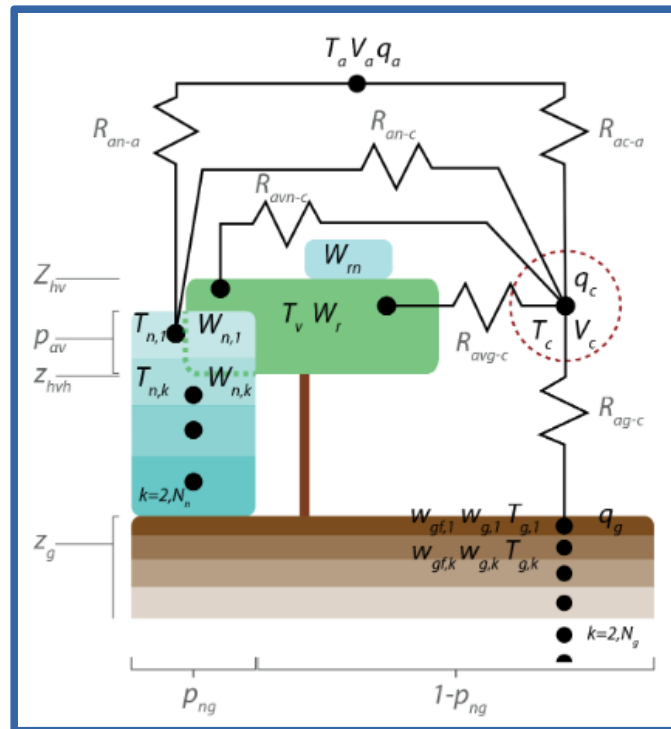 T_a V_a q_a
R_an-a
R_an-c
R_ac-a
R_avn-c
W_rn
Z_hv
q_c
T_n,1 W_n,1
T_v W_r
T_c V_c
p_av
R_avg-c
z_hvh
T_n,k W_n,k
R_ag-c
k=2,N_n
z_g
w_gf,1 w_g,1 T_g,1 q_g
w_gf,k w_g,k T_g,k
k=2,N_g
p_ng
1-p_ng